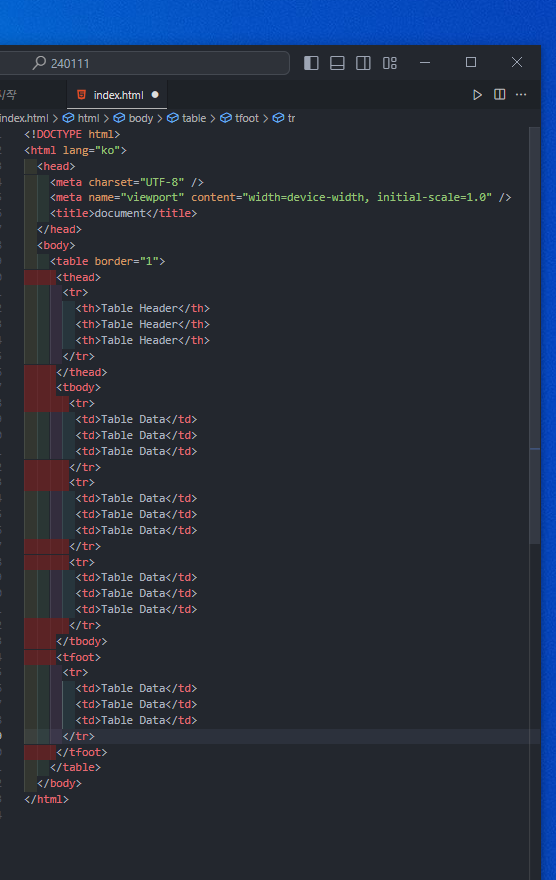 240111
/작
index.html
index.html > html > body > table > tfoot > tr
<!DOCTYPE html>
<html lang="ko">
<head>
<meta charset="UTF-8" />
<meta name="viewport" content="width=device-width, initial-scale=1.0" />
<title>document</title>
</head>
<body>
<table border="1">
<thead>
<tr>
<th>Table Header</th>
<th>Table Header</th>
<th>Table Header</th>
</tr>
</thead>
<tbody>
<tr>
<td>Table Data</td>
<td>Table Data</td>
<td>Table Data</td>
</tr>
<tr>
<td>Table Data</td>
<td>Table Data</td>
<td>Table Data</td>
</tr>
<tr>
<td>Table Data</td>
<td>Table Data</td>
<td>Table Data</td>
</tr>
</tbody>
<tfoot>
<tr>
<td>Table Data</td>
<td>Table Data</td>
<td>Table Data</td>
</tr>
</tfoot>
</table>
</body>
</html>